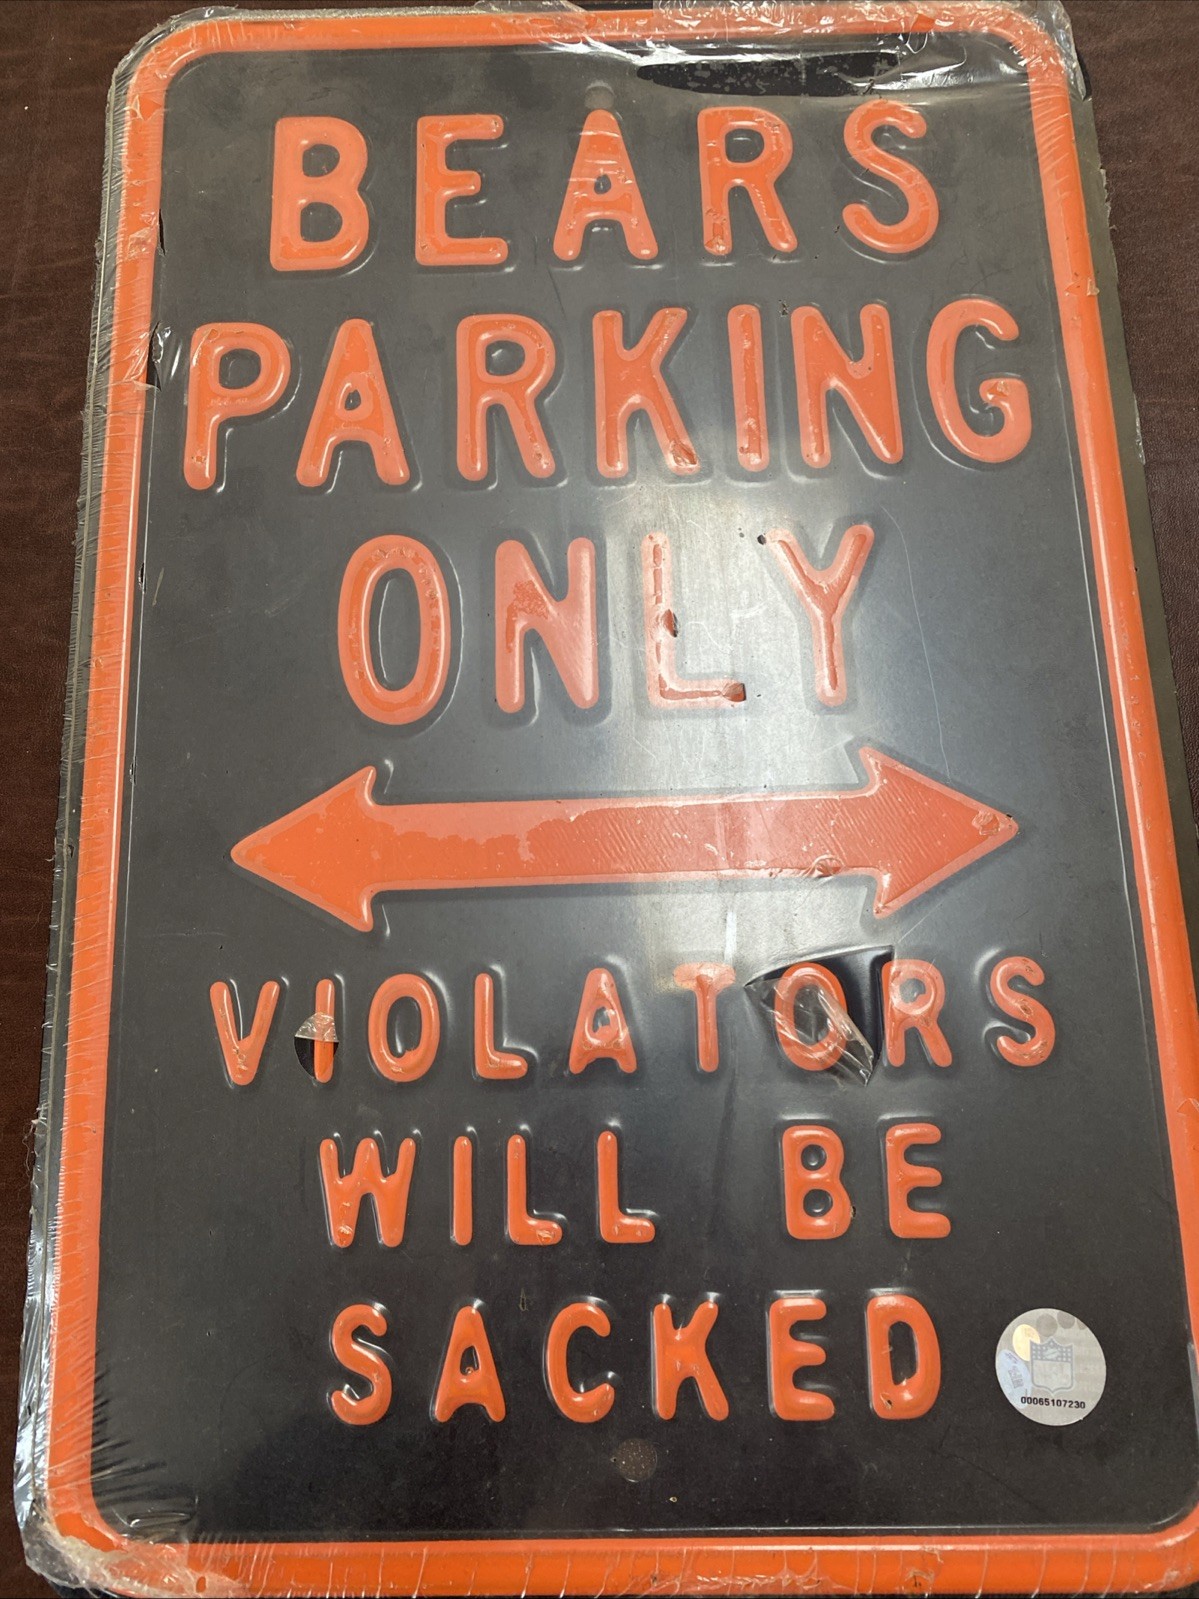 BEARS
PARKING
ONLY
VIOLATORS
WILL BE
SACKED
00065107230